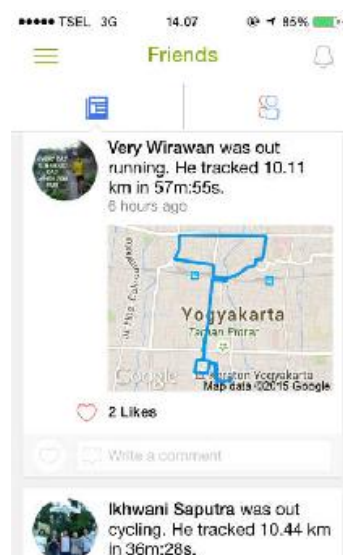 TSEL 3G 14.07 85%
Friends
Very Wirawan was out
running. He tracked 10.11
km in 57m:55s.
6 hours ago
Yogyakarta
Taman Pintar
Google
Kraton Yogyakarta
Map data ©2015 Google
2 Likes
Write a comment
Ikhwani Saputra was out
cycling. He tracked 10.44 km
in 36m:28s.